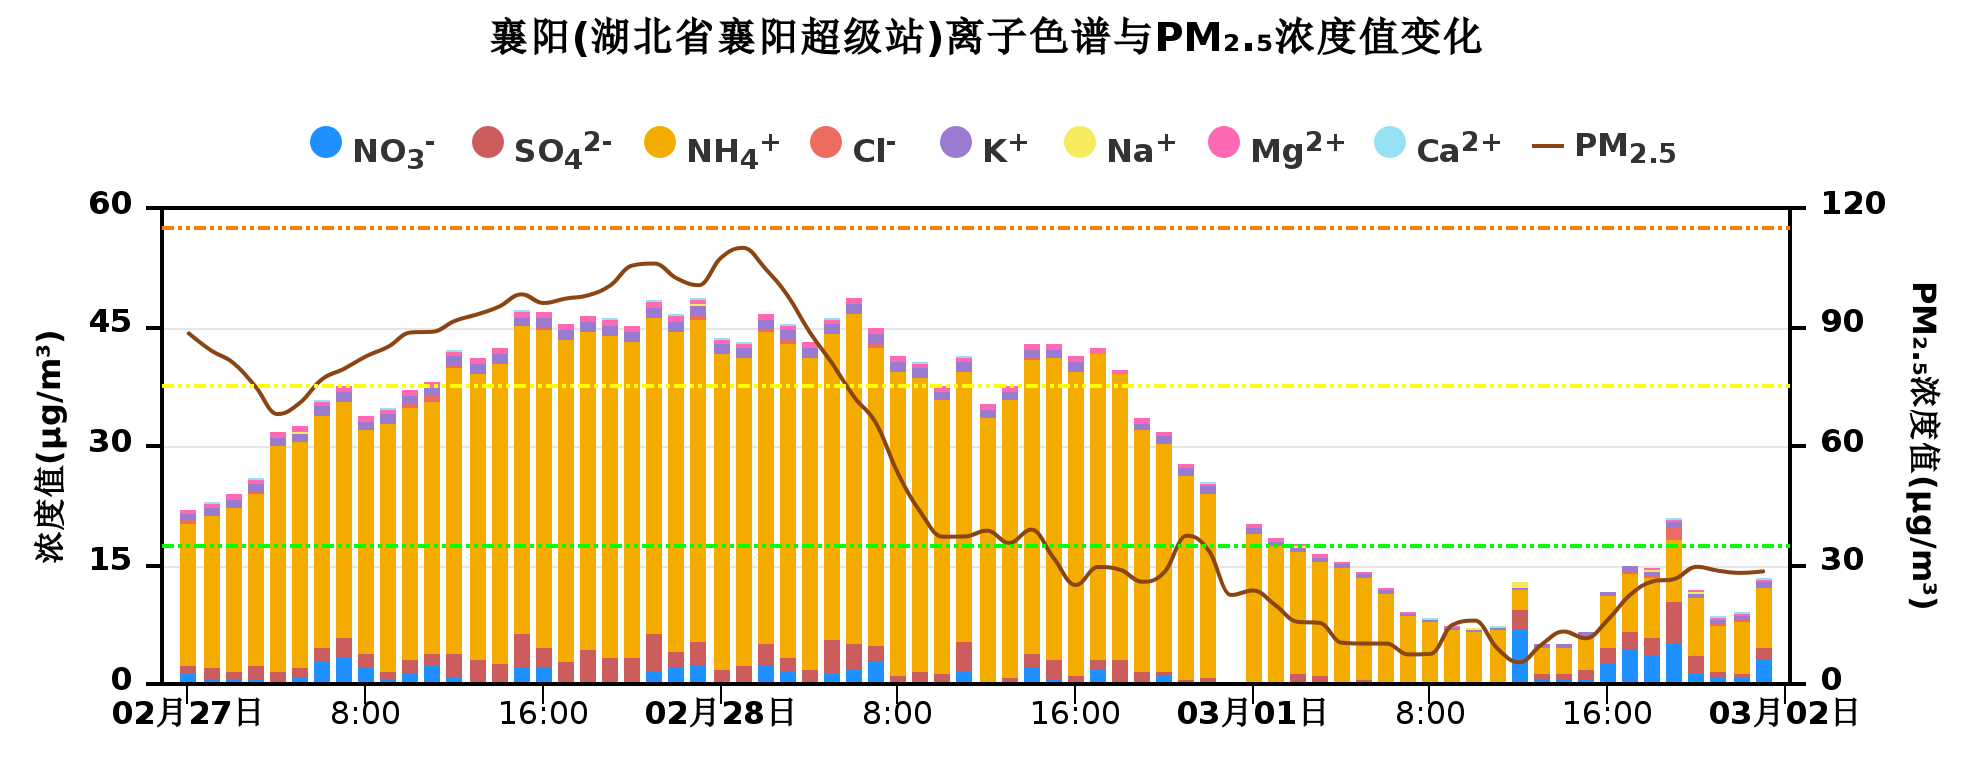 襄阳(湖北省襄阳超级站)离子色谱与PM₂.₅浓度值变化
NO₃⁻ SO₄²⁻ NH₄⁺ Cl⁻ K⁺ Na⁺ Mg²⁺ Ca²⁺ PM₂.₅
60
45
30
15
0
浓度值(μg/m³)
120
90
60
30
0
PM₂.₅浓度值(μg/m³)
02月27日 8:00 16:00 02月28日 8:00 16:00 03月01日 8:00 16:00 03月02日